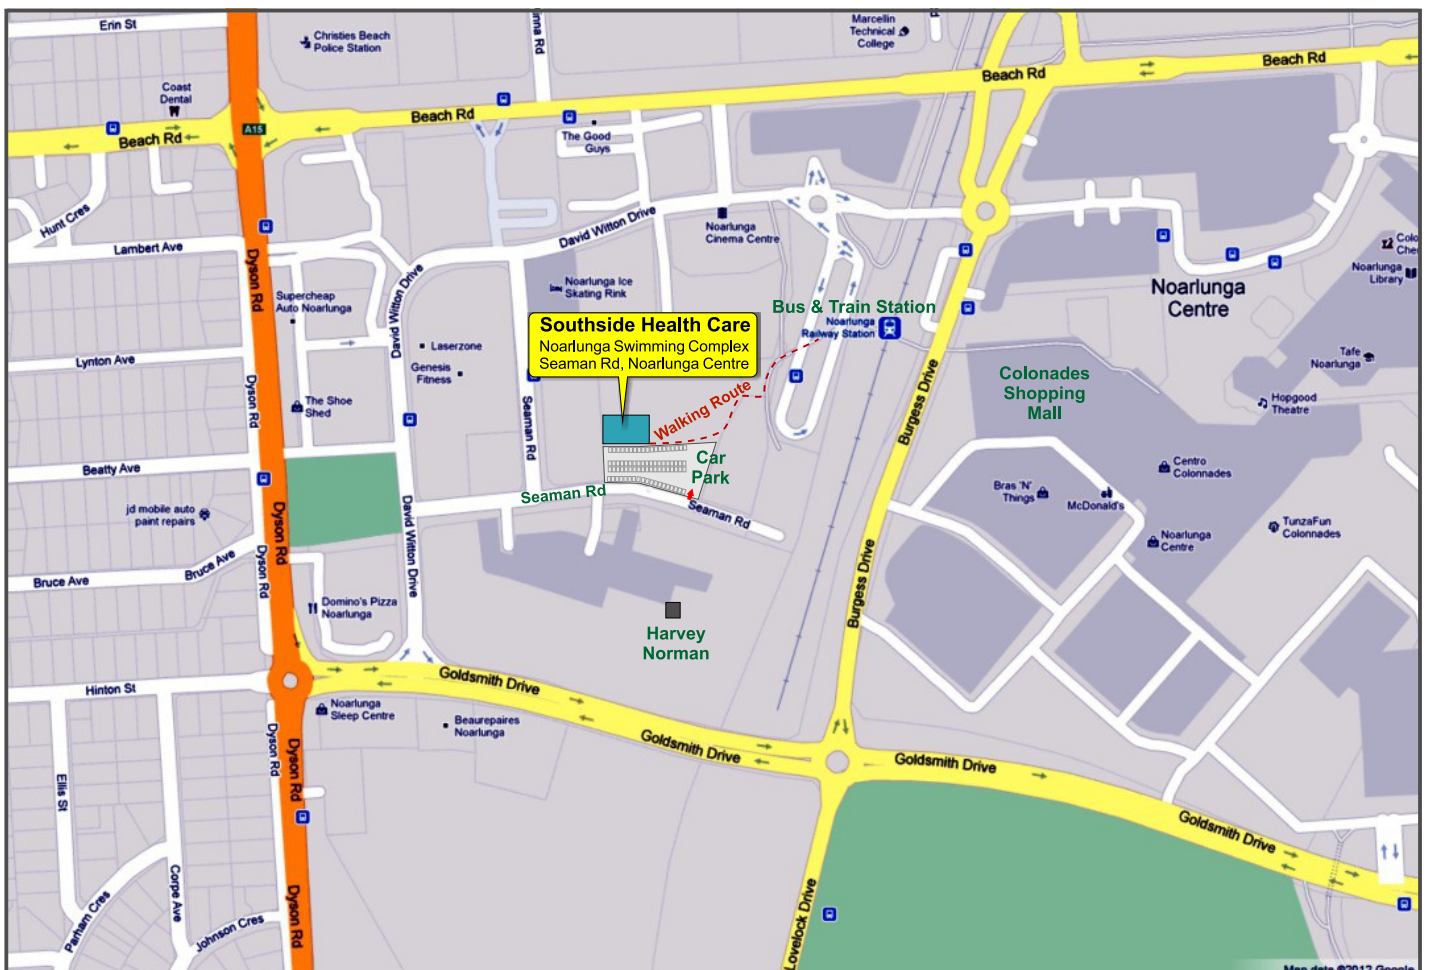 Erin St
Christies Beach
Police Station
nna Rd
Marcellin
Technical
College
Beach Rd
Beach Rd
Coast
Dental
A15
Beach Rd
Beach Rd
The Good
Guys
Hunt Cres
Lambert Ave
David Witton Drive
Noarlunga
Cinema Centre
Colo
Che
Noarlunga
Library
Dyson Rd
David Witton Drive
Noarlunga Ice
Skating Rink
Noarlunga
Centre
Supercheap
Auto Noarlunga
Bus & Train Station
Noarlunga
Railway Station
Southside Health Care
Noarlunga Swimming Complex
Seaman Rd, Noarlunga Centre
Laserzone
Genesis
Fitness
Lynton Ave
Tafe
Noarlunga
Colonades
Shopping
Mall
Burgess Drive
Dyson Rd
The Shoe
Shed
Seaman Rd
Walking Route
Hopgood
Theatre
Beatty Ave
Car
Park
Centro
Colonnades
Bras 'N'
Things
McDonald's
Seaman Rd
Seaman Rd
jd mobile auto
paint repairs
Dyson Rd
David Witton Drive
TunzaFun
Colonnades
Noarlunga
Centre
Bruce Ave
Bruce Ave
Dyson Rd
Burgess Drive
Domino's Pizza
Noarlunga
Harvey
Norman
Hinton St
Goldsmith Drive
Noarlunga
Sleep Centre
Beaurepaires
Noarlunga
Goldsmith Drive
Goldsmith Drive
Dyson Rd
Dyson Rd
Ellis St
Goldsmith Drive
Corpe Ave
Dyson Rd
Parham Cres
Johnson Cres
Lovelock Drive
Map data ©2012 Google